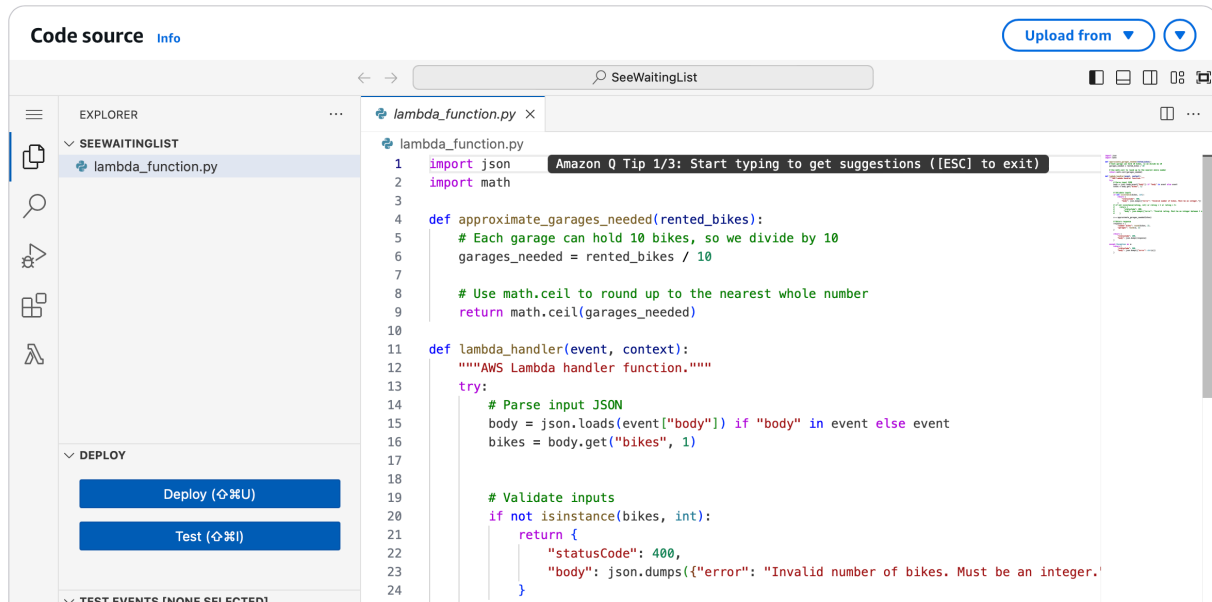 Code source Info
Upload from
SeeWaitingList
EXPLORER
SEEWAITINGLIST
lambda_function.py
DEPLOY
Deploy (⇧⌘U)
Test (⇧⌘I)
TEST EVENTS [NONE SELECTED]
lambda_function.py
lambda_function.py
Amazon Q Tip 1/3: Start typing to get suggestions ([ESC] to exit)
1 import json
2 import math
3
4 def approximate_garages_needed(rented_bikes):
5     # Each garage can hold 10 bikes, so we divide by 10
6     garages_needed = rented_bikes / 10
7
8     # Use math.ceil to round up to the nearest whole number
9     return math.ceil(garages_needed)
10
11 def lambda_handler(event, context):
12     """AWS Lambda handler function."""
13     try:
14         # Parse input JSON
15         body = json.loads(event["body"]) if "body" in event else event
16         bikes = body.get("bikes", 1)
17
18
19         # Validate inputs
20         if not isinstance(bikes, int):
21             return {
22                 "statusCode": 400,
23                 "body": json.dumps({"error": "Invalid number of bikes. Must be an integer."
24             }